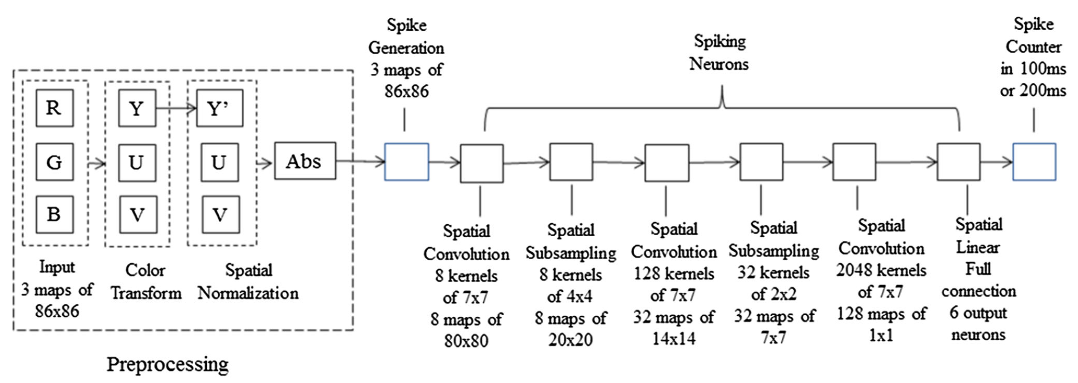 R
G
B
Input
3 maps of
86x86
Y
U
V
Color
Transform
Y’
U
V
Spatial
Normalization
Abs
Preprocessing
Spike
Generation
3 maps of
86x86
Spiking
Neurons
Spatial
Convolution
8 kernels
of 7x7
8 maps of
80x80
Spatial
Subsampling
8 kernels
of 4x4
8 maps of
20x20
Spatial
Convolution
128 kernels
of 7x7
32 maps of
14x14
Spatial
Subsampling
32 kernels
of 2x2
32 maps of
7x7
Spatial
Convolution
2048 kernels
of 7x7
128 maps of
1x1
Spatial
Linear
Full
connection
6 output
neurons
Spike
Counter
in 100ms
or 200ms